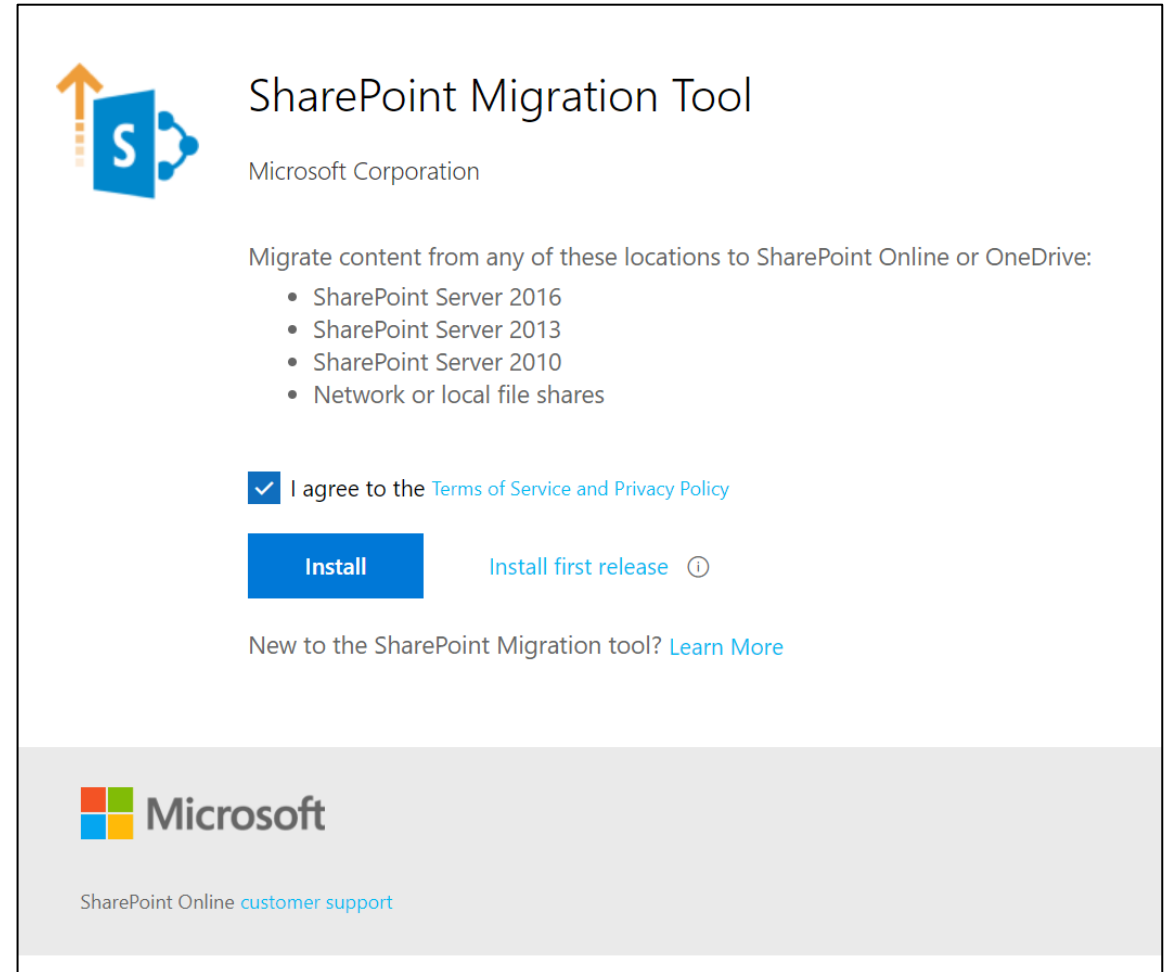 S
SharePoint Migration Tool
Microsoft Corporation
Migrate content from any of these locations to SharePoint Online or OneDrive:
• SharePoint Server 2016
• SharePoint Server 2013
• SharePoint Server 2010
• Network or local file shares
I agree to the Terms of Service and Privacy Policy
Install Install first release
New to the SharePoint Migration tool? Learn More
Microsoft
SharePoint Online customer support